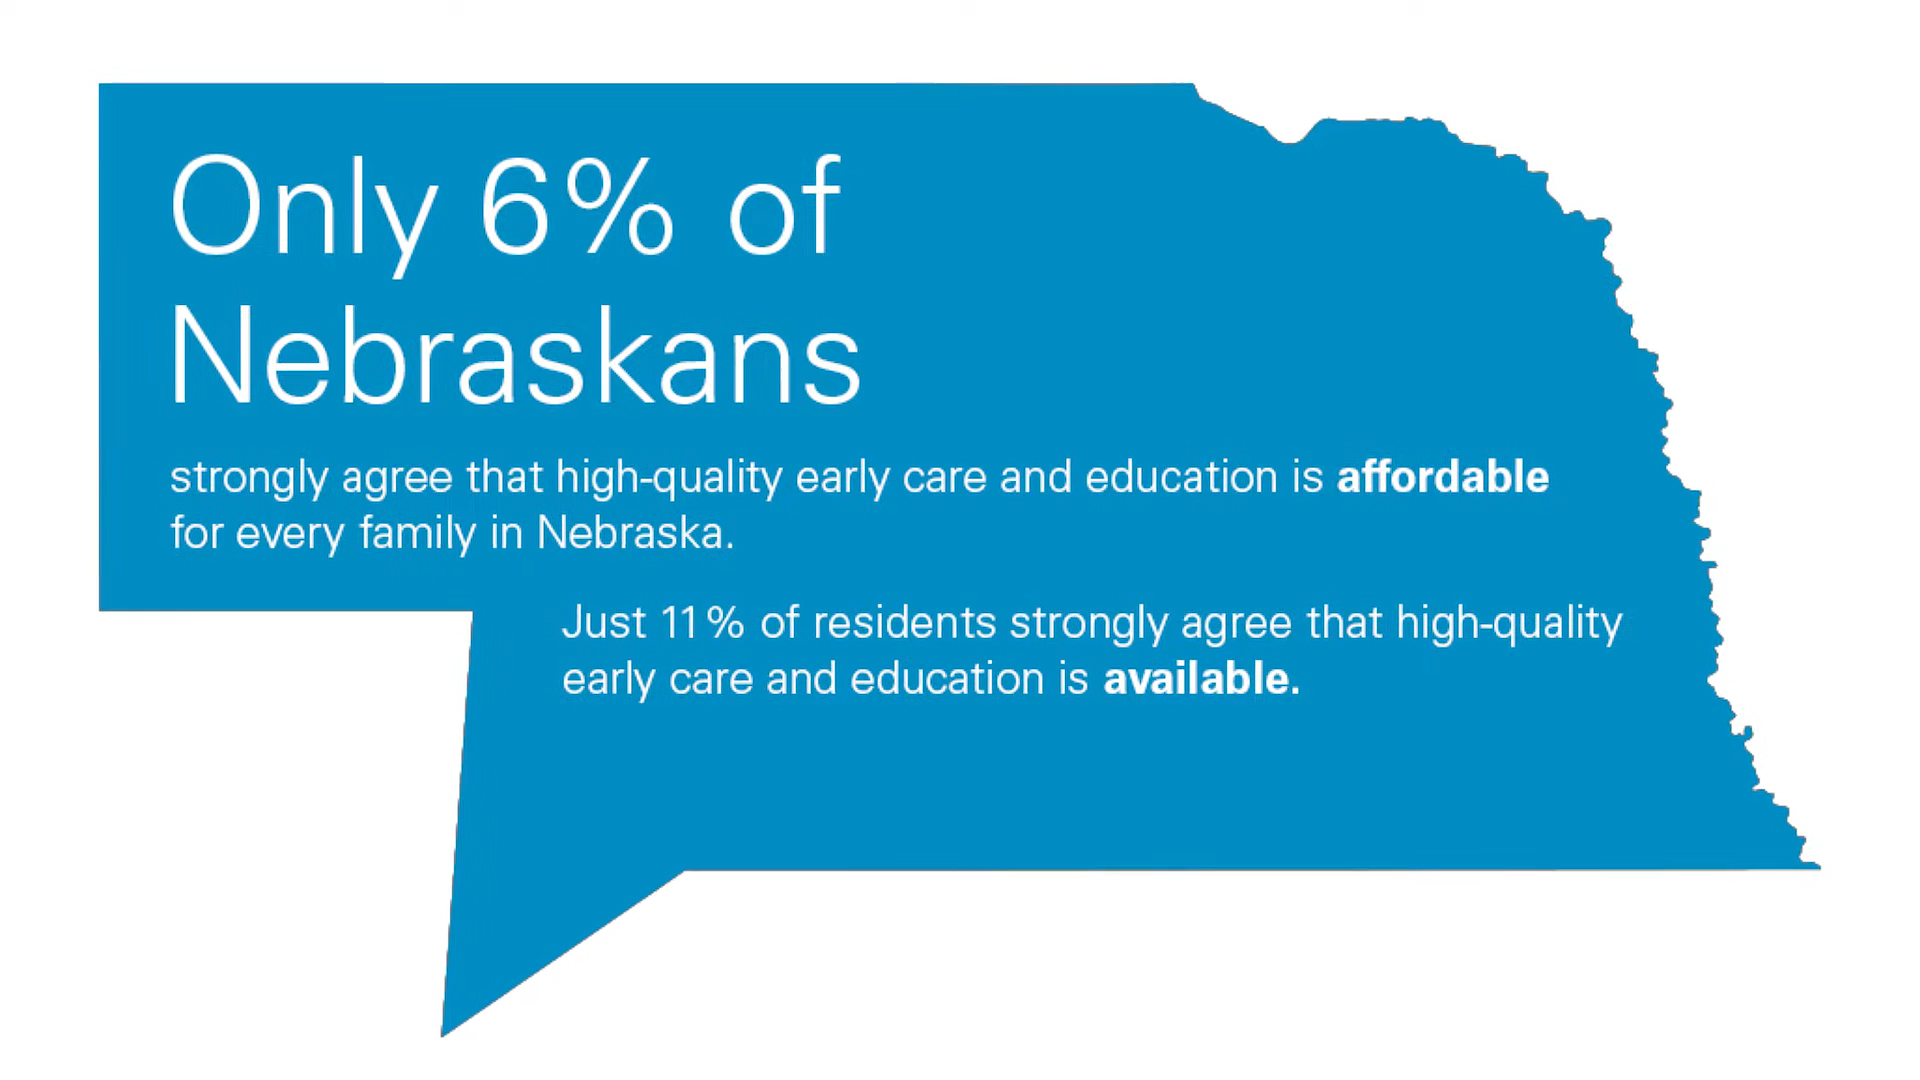 Only 6% of
Nebraskans
strongly agree that high-quality early care and education is affordable
for every family in Nebraska.
Just 11% of residents strongly agree that high-quality
early care and education is available.